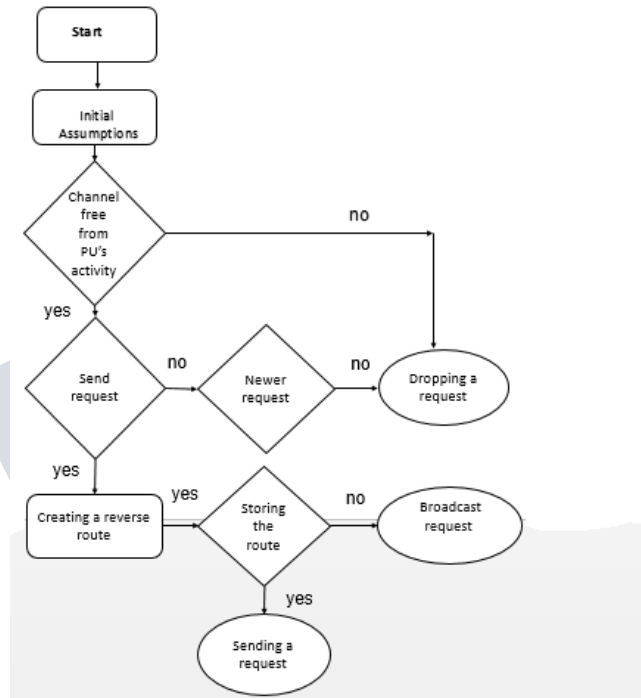 Start
Initial
Assumptions
Channel
free
from
PU's
activity
no
yes
Send
request
no
Newer
request
no
Dropping a
request
yes
Creating a reverse
route
yes
Storing
the
route
no
Broadcast
request
yes
Sending a
request